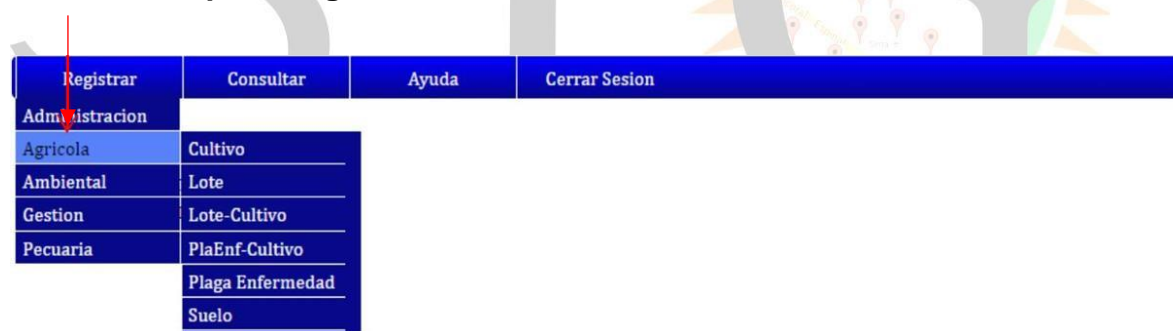 Registrar Consultar Ayuda Cerrar Sesion
Administracion
Agricola Cultivo
Ambiental Lote
Gestion Lote-Cultivo
Pecuaria PlaEnf-Cultivo
Plaga Enfermedad
Suelo